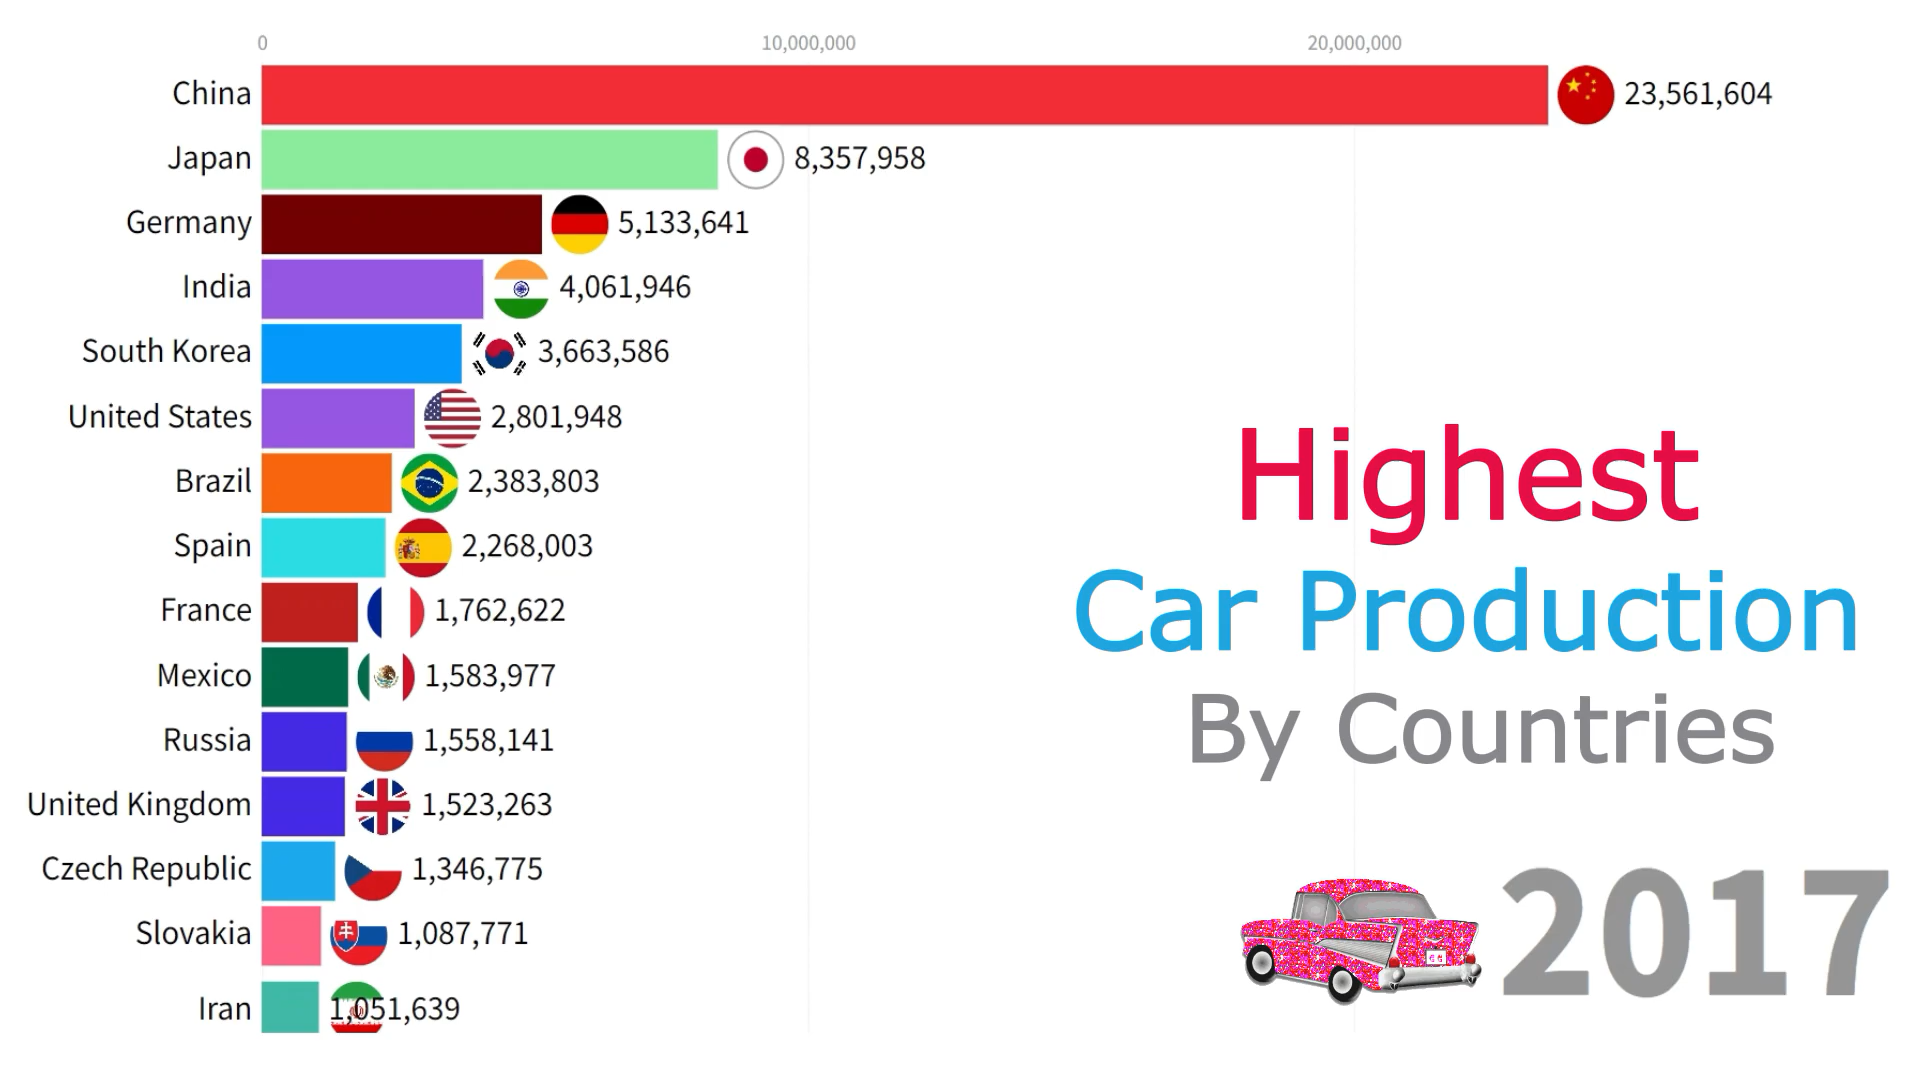 0 10,000,000 20,000,000
China 23,561,604
Japan 8,357,958
Germany 5,133,641
India 4,061,946
South Korea 3,663,586
United States 2,801,948
Brazil 2,383,803
Spain 2,268,003
France 1,762,622
Mexico 1,583,977
Russia 1,558,141
United Kingdom 1,523,263
Czech Republic 1,346,775
Slovakia 1,087,771
Iran 1,051,639
Highest
Car Production
By Countries
2017